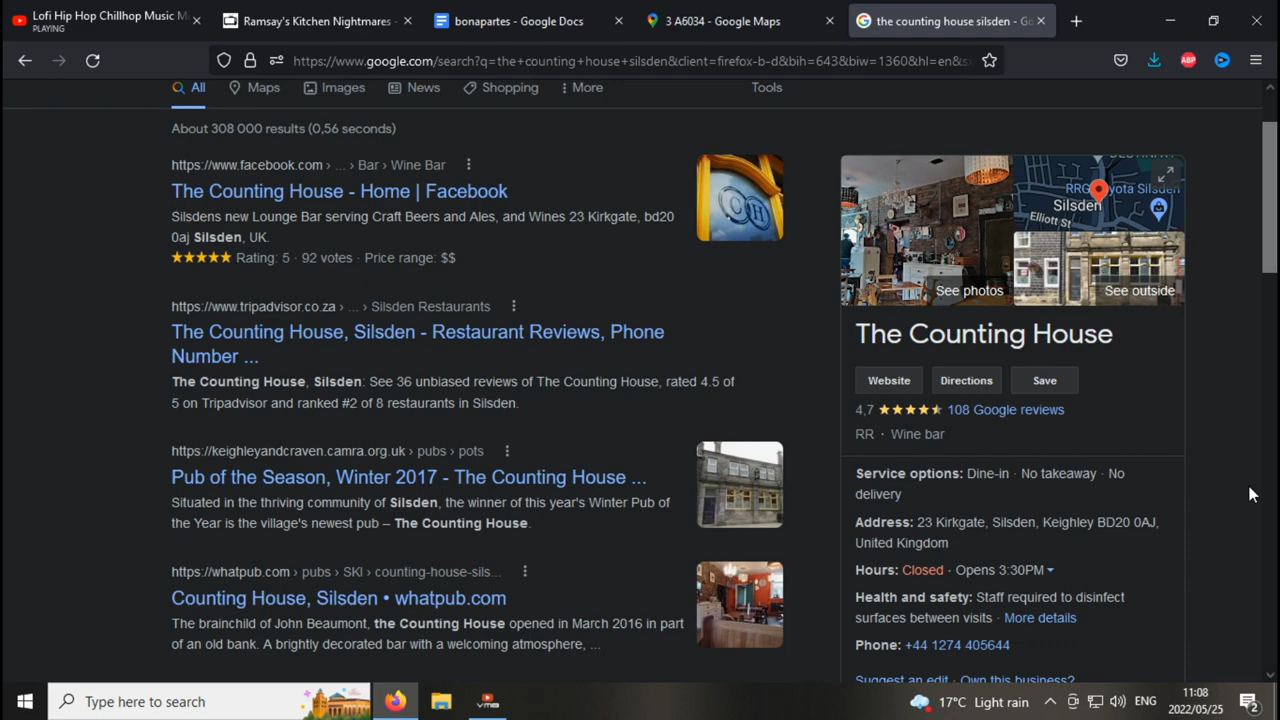 Lofi Hip Hop Chillhop Music Mi
PLAYING
Ramsay's Kitchen Nightmares -
bonapartes - Google Docs
3 A6034 - Google Maps
the counting house silsden - Go
https://www.google.com/search?q=the+counting+house+silsden&client=firefox-b-d&bih=643&biw=1360&hl=en&s
ABP
All
Maps
Images
News
Shopping
More
Tools
About 308 000 results (0,56 seconds)
https://www.facebook.com › ... › Bar › Wine Bar
The Counting House - Home | Facebook
Silsdens new Lounge Bar serving Craft Beers and Ales, and Wines 23 Kirkgate, bd20
0aj Silsden, UK.
Rating: 5 · 92 votes · Price range: $$
https://www.tripadvisor.co.za › ... › Silsden Restaurants
The Counting House, Silsden - Restaurant Reviews, Phone
Number ...
The Counting House, Silsden: See 36 unbiased reviews of The Counting House, rated 4.5 of
5 on Tripadvisor and ranked #2 of 8 restaurants in Silsden.
https://keighleyandcraven.camra.org.uk › pubs › pots
Pub of the Season, Winter 2017 - The Counting House ...
Situated in the thriving community of Silsden, the winner of this year's Winter Pub of
the Year is the village's newest pub – The Counting House.
https://whatpub.com › pubs › SKI › counting-house-sils...
Counting House, Silsden • whatpub.com
The brainchild of John Beaumont, the Counting House opened in March 2016 in part
of an old bank. A brightly decorated bar with a welcoming atmosphere, ...
RRG Toyota Silsden
Silsden
Elliott St
See photos
See outside
The Counting House
Website
Directions
Save
4,7
108 Google reviews
RR · Wine bar
Service options: Dine-in · No takeaway · No
delivery
Address: 23 Kirkgate, Silsden, Keighley BD20 0AJ,
United Kingdom
Hours: Closed · Opens 3:30PM
Health and safety: Staff required to disinfect
surfaces between visits · More details
Phone: +44 1274 405644
Suggest an edit · Own this business?
Type here to search
VMB
17°C Light rain
ENG
11:08
2022/05/25
2